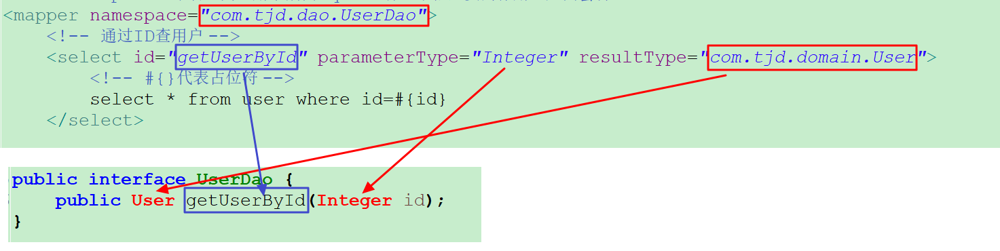 <mapper namespace="com.tjd.dao.UserDao">
<!-- 通过ID查用户 -->
<select id="getUserById" parameterType="Integer" resultType="com.tjd.domain.User">
<!-- #{}代表占位符 -->
select * from user where id=#{id}
</select>
public interface UserDao {
public User getUserById(Integer id);
}